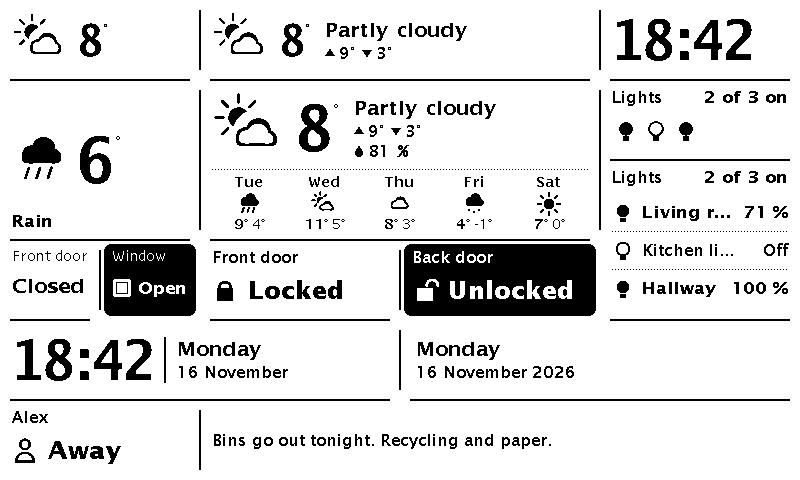 8°
8°
Partly cloudy
▲ 9° ▼ 3°
18:42
6°
Rain
8°
Partly cloudy
▲ 9° ▼ 3°
81 %
Tue Wed Thu Fri Sat
9° 4° 11° 5° 8° 3° 4° -1° 7° 0°
Lights 2 of 3 on
Lights 2 of 3 on
Living r... 71 %
Kitchen li... Off
Hallway 100 %
Front door
Closed
Window
Open
Front door
Locked
Back door
Unlocked
18:42
Monday
16 November
Monday
16 November 2026
Alex
Away
Bins go out tonight. Recycling and paper.